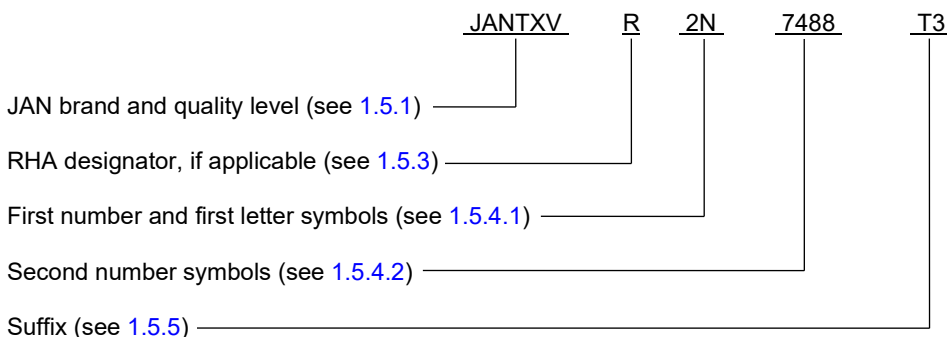 JANTXV R 2N 7488 T3
JAN brand and quality level (see 1.5.1)
RHA designator, if applicable (see 1.5.3)
First number and first letter symbols (see 1.5.4.1)
Second number symbols (see 1.5.4.2)
Suffix (see 1.5.5)